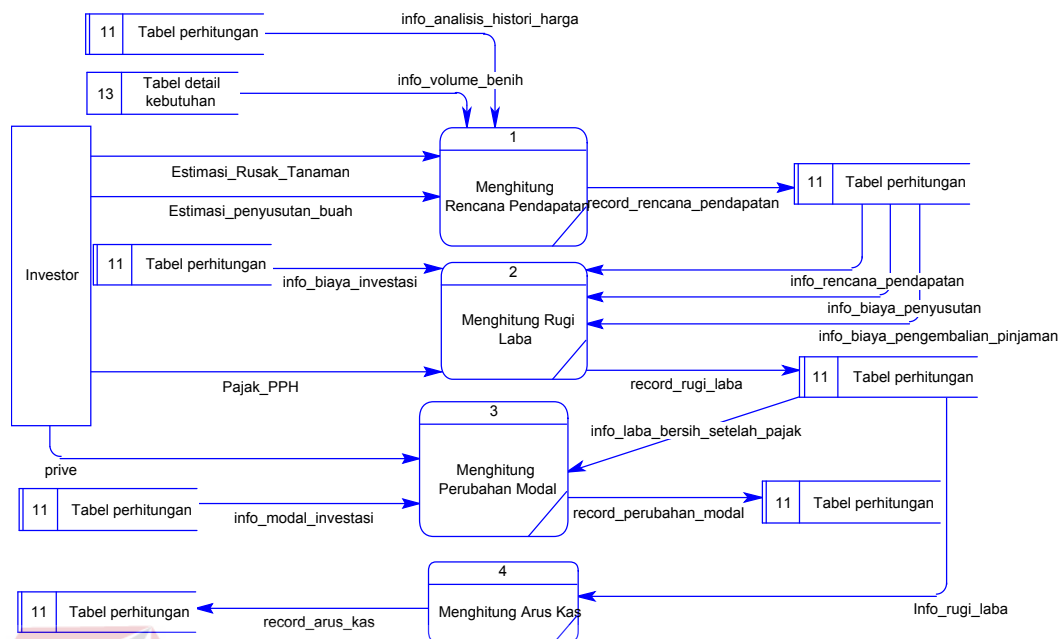 info_analisis_histori_harga
11 Tabel perhitungan
info_volume_benih
13 Tabel detail
kebutuhan
1
Estimasi_Rusak_Tanaman
Menghitung
Rencana Pendapatan
record_rencana_pendapatan
11 Tabel perhitungan
Estimasi_penyusutan_buah
Investor
11 Tabel perhitungan
info_biaya_investasi
2
Menghitung Rugi
Laba
info_rencana_pendapatan
info_biaya_penyusutan
info_biaya_pengembalian_pinjaman
Pajak_PPH
record_rugi_laba
11 Tabel perhitungan
3
Menghitung
Perubahan Modal
info_laba_bersih_setelah_pajak
prive
11 Tabel perhitungan
info_modal_investasi
record_perubahan_modal
11 Tabel perhitungan
4
Menghitung Arus Kas
Info_rugi_laba
11 Tabel perhitungan
record_arus_kas